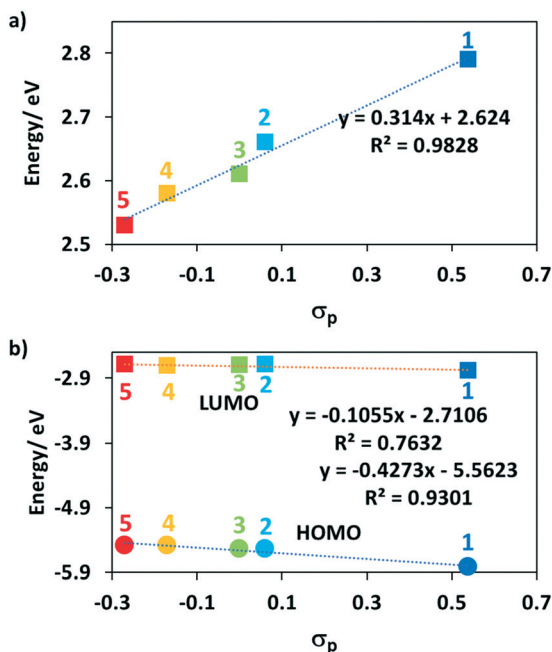 a)
Energy/ eV
2.8
2.7
2.6
2.5
1
2
3
4
5
y = 0.314x + 2.624
R² = 0.9828
-0.3 -0.1 0.1 0.3 0.5 0.7
σp
b)
Energy/ eV
-2.9
-3.9
-4.9
-5.9
5 4 3 2 1
LUMO
y = -0.1055x - 2.7106
R² = 0.7632
y = -0.4273x - 5.5623
R² = 0.9301
HOMO
5 4 3 2 1
-0.3 -0.1 0.1 0.3 0.5 0.7
σp